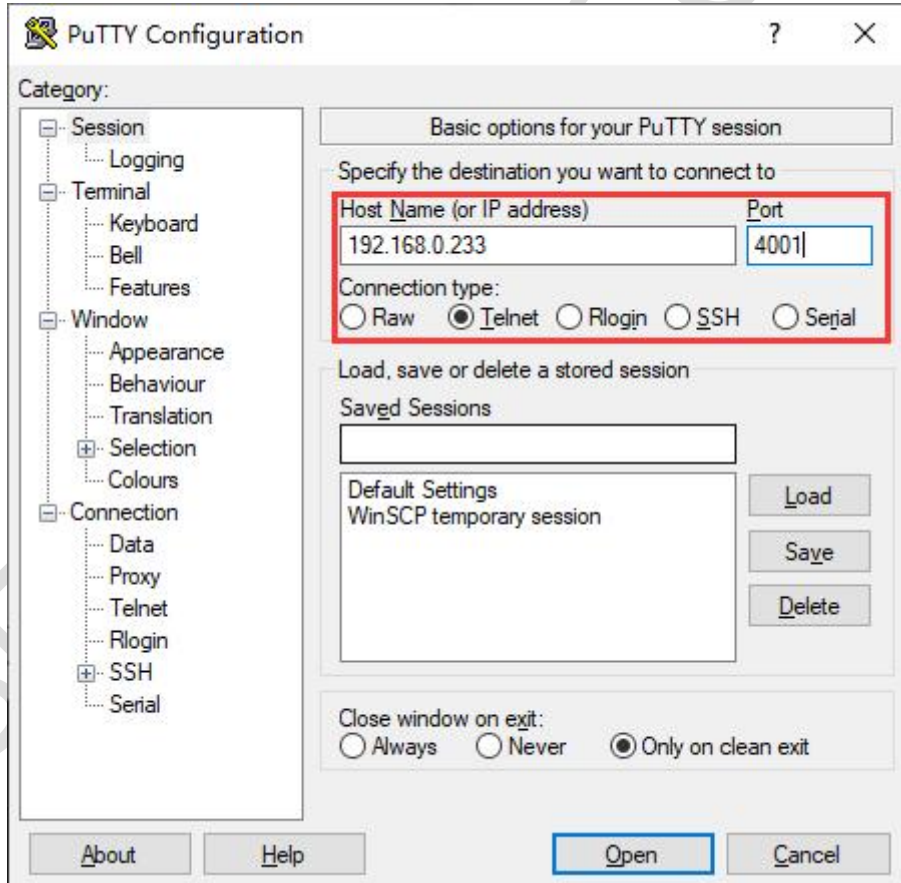 PuTTY Configuration
?
Category:
Session
Logging
Terminal
Keyboard
Bell
Features
Window
Appearance
Behaviour
Translation
Selection
Colours
Connection
Data
Proxy
Telnet
Rlogin
SSH
Serial
Basic options for your PuTTY session
Specify the destination you want to connect to
Host Name (or IP address) Port
192.168.0.233 4001
Connection type:
Raw Telnet Rlogin SSH Serial
Load, save or delete a stored session
Saved Sessions
Default Settings
WinSCP temporary session
Load
Save
Delete
Close window on exit:
Always Never Only on clean exit
About Help Open Cancel